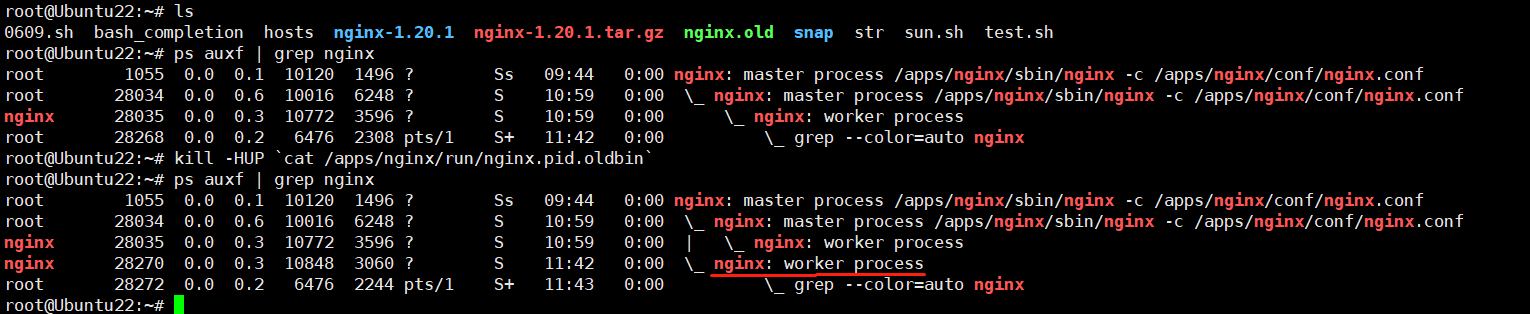 root@Ubuntu22:~# ls
0609.sh  bash_completion  hosts  nginx-1.20.1  nginx-1.20.1.tar.gz  nginx.old  snap  str  sun.sh  test.sh
root@Ubuntu22:~# ps auxf | grep nginx
root        1055  0.0  0.1  10120  1496 ?        Ss   09:44   0:00 nginx: master process /apps/nginx/sbin/nginx -c /apps/nginx/conf/nginx.conf
root       28034  0.0  0.6  10016  6248 ?        S    10:59   0:00  \_ nginx: master process /apps/nginx/sbin/nginx -c /apps/nginx/conf/nginx.conf
nginx      28035  0.0  0.3  10772  3596 ?        S    10:59   0:00      \_ nginx: worker process
root       28268  0.0  0.2   6476  2308 pts/1    S+   11:42   0:00          \_ grep --color=auto nginx
root@Ubuntu22:~# kill -HUP `cat /apps/nginx/run/nginx.pid.oldbin`
root@Ubuntu22:~# ps auxf | grep nginx
root        1055  0.0  0.1  10120  1496 ?        Ss   09:44   0:00 nginx: master process /apps/nginx/sbin/nginx -c /apps/nginx/conf/nginx.conf
root       28034  0.0  0.6  10016  6248 ?        S    10:59   0:00  \_ nginx: master process /apps/nginx/sbin/nginx -c /apps/nginx/conf/nginx.conf
nginx      28035  0.0  0.3  10772  3596 ?        S    10:59   0:00  |   \_ nginx: worker process
nginx      28270  0.0  0.3  10848  3060 ?        S    11:42   0:00  \_ nginx: worker process
root       28272  0.0  0.2   6476  2244 pts/1    S+   11:43   0:00          \_ grep --color=auto nginx
root@Ubuntu22:~#